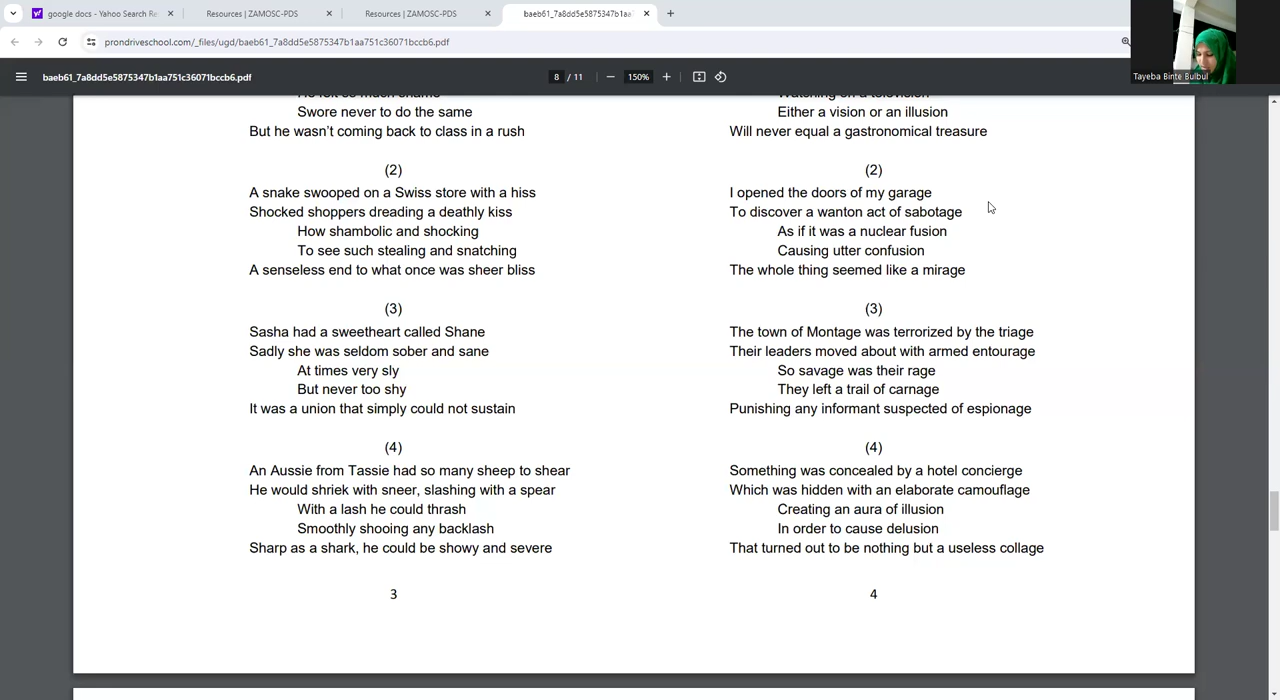 google docs - Yahoo Search Re
Resources | ZAMOSC-PDS
Resources | ZAMOSC-PDS
baeb61_7a8dd5e5875347b1aa7
prondriveschool.com/_files/ugd/baeb61_7a8dd5e5875347b1aa751c36071bccb6.pdf
Tayeba Binte Bulbul
baeb61_7a8dd5e5875347b1aa751c36071bccb6.pdf
8 / 11
150%
He felt so much shame
Swore never to do the same
But he wasn't coming back to class in a rush
(2)
A snake swooped on a Swiss store with a hiss
Shocked shoppers dreading a deathly kiss
How shambolic and shocking
To see such stealing and snatching
A senseless end to what once was sheer bliss
(3)
Sasha had a sweetheart called Shane
Sadly she was seldom sober and sane
At times very sly
But never too shy
It was a union that simply could not sustain
(4)
An Aussie from Tassie had so many sheep to shear
He would shriek with sneer, slashing with a spear
With a lash he could thrash
Smoothly shooing any backlash
Sharp as a shark, he could be showy and severe
3
Watching on a television
Either a vision or an illusion
Will never equal a gastronomical treasure
(2)
I opened the doors of my garage
To discover a wanton act of sabotage
As if it was a nuclear fusion
Causing utter confusion
The whole thing seemed like a mirage
(3)
The town of Montage was terrorized by the triage
Their leaders moved about with armed entourage
So savage was their rage
They left a trail of carnage
Punishing any informant suspected of espionage
(4)
Something was concealed by a hotel concierge
Which was hidden with an elaborate camouflage
Creating an aura of illusion
In order to cause delusion
That turned out to be nothing but a useless collage
4